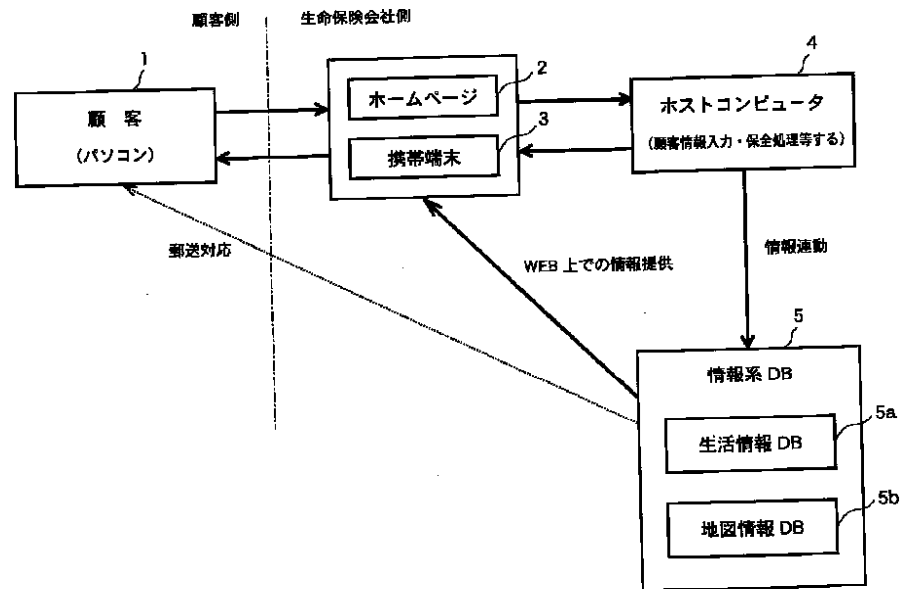 顧客側
生命保険会社側
1
顧 客
(パソコン)
2
ホームページ
3
携帯端末
4
ホストコンピュータ
(顧客情報入力・保全処理等する)
郵送対応
WEB 上での情報提供
情報連動
5
情報系 DB
5a
生活情報 DB
5b
地図情報 DB